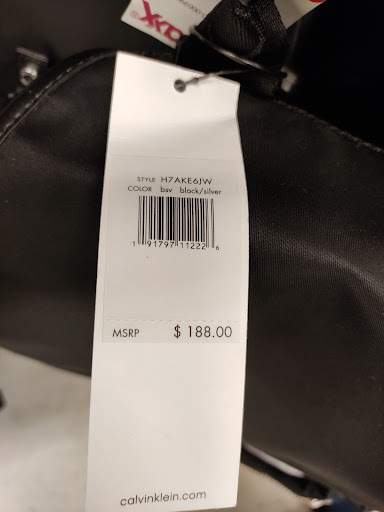 STYLE H7AKE6JW
COLOR bsv black/silver
1 91797 11222 6
MSRP $ 188.00
calvinklein.com